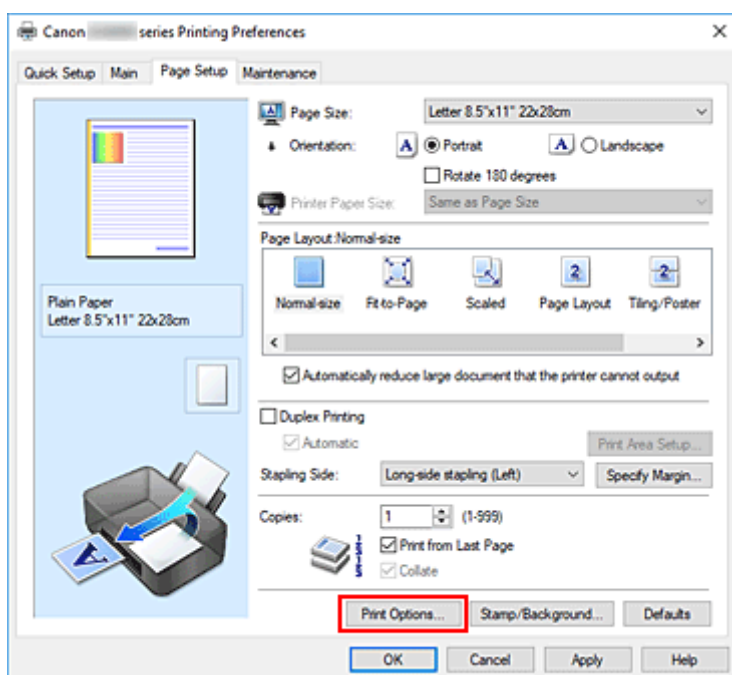 Canon series Printing Preferences
Quick Setup Main Page Setup Maintenance
Page Size: Letter 8.5"x11" 22x28cm
Orientation: A Portrait A Landscape
Rotate 180 degrees
Printer Paper Size: Same as Page Size
Page Layout:Normal-size
Normal-size Fit-to-Page Scaled Page Layout Tiling/Poster
Plain Paper
Letter 8.5"x11" 22x28cm
Automatically reduce large document that the printer cannot output
Duplex Printing
Automatic Print Area Setup...
Stapling Side: Long-side stapling (Left) Specify Margin...
Copies: 1 (1-999)
Print from Last Page
Collate
Print Options... Stamp/Background... Defaults
OK Cancel Apply Help